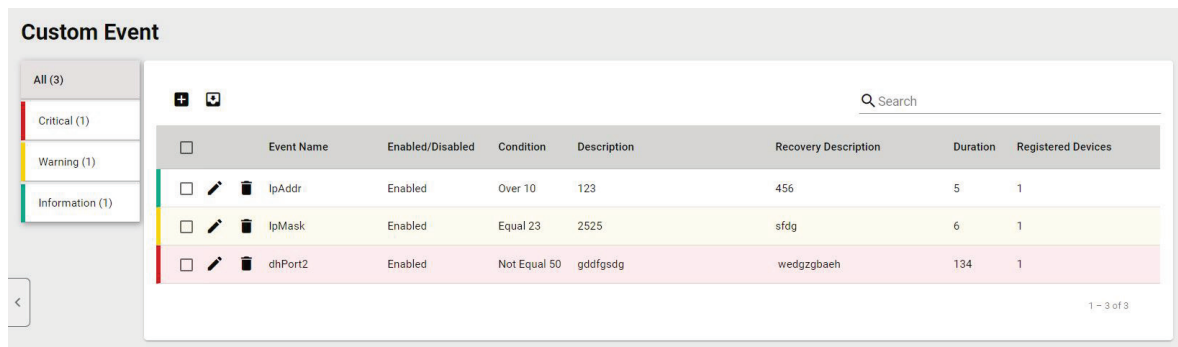 Custom Event
All (3)
Critical (1)
Warning (1)
Information (1)
Search
Event Name Enabled/Disabled Condition Description Recovery Description Duration Registered Devices
IpAddr Enabled Over 10 123 456 5 1
IpMask Enabled Equal 23 2525 sfdg 6 1
dhPort2 Enabled Not Equal 50 gddfgsdg wedgzgbaeh 134 1
1 – 3 of 3